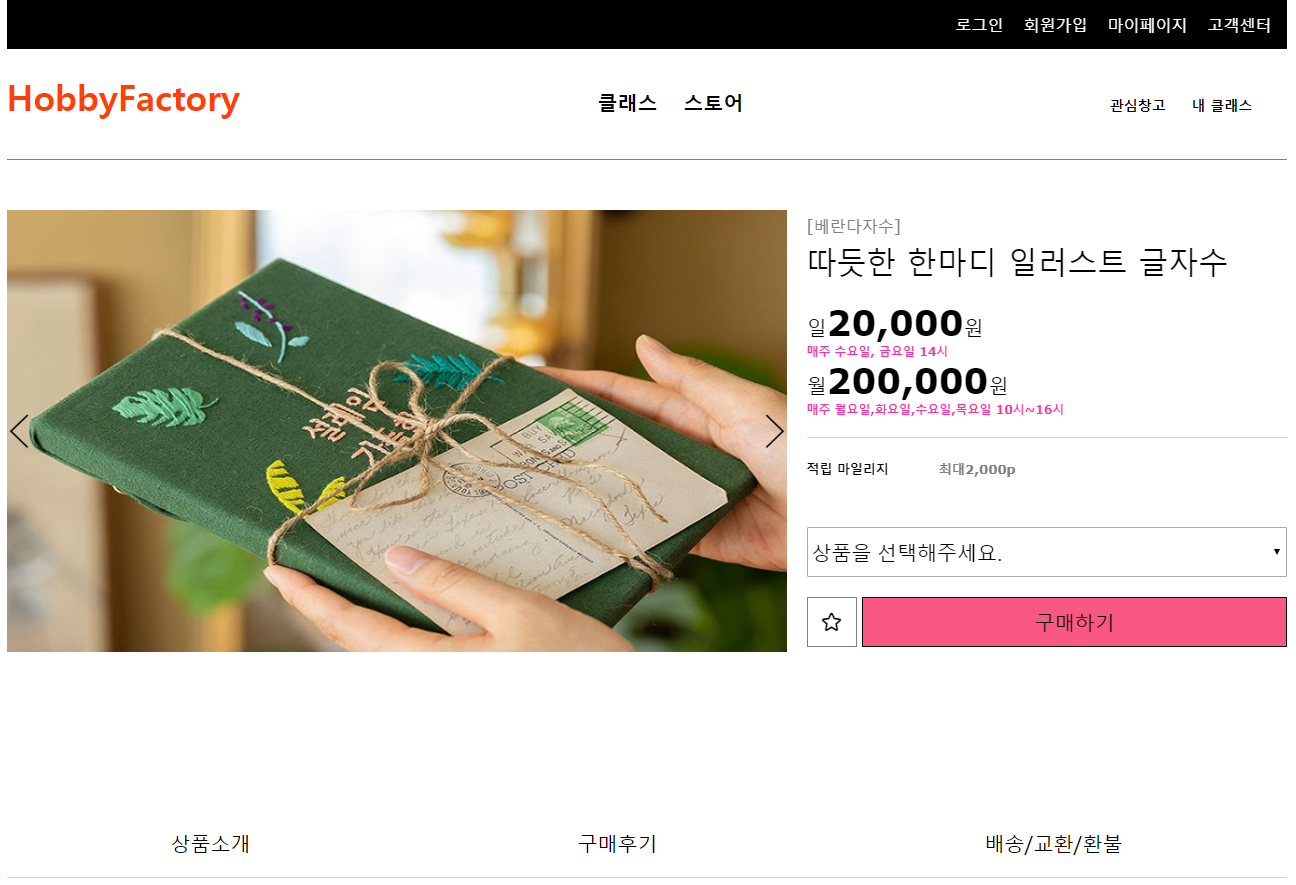 로그인 회원가입 마이페이지 고객센터
HobbyFactory
클래스 스토어
관심창고 내 클래스
[베란다자수]
따듯한 한마디 일러스트 글자수
일20,000원
매주 수요일, 금요일 14시
월200,000원
매주 월요일,화요일,수요일,목요일 10시~16시
적립 마일리지 최대2,000p
상품을 선택해주세요.
구매하기
설레임
POST
상품소개 구매후기 배송/교환/환불